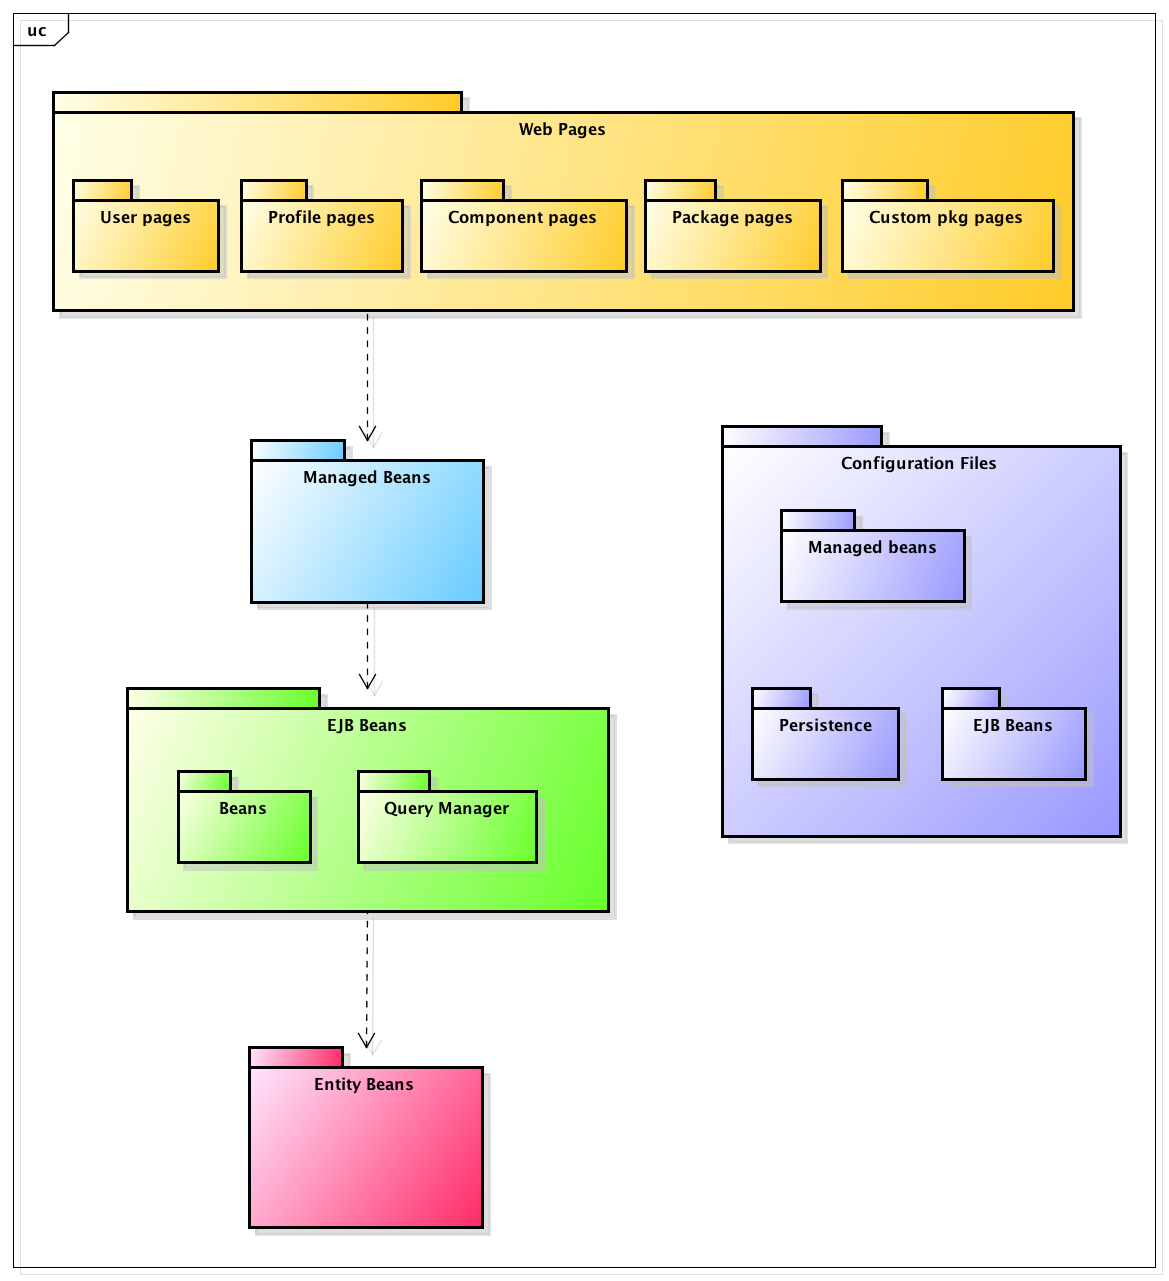 uc
Web Pages
User pages
Profile pages
Component pages
Package pages
Custom pkg pages
Managed Beans
Configuration Files
Managed beans
Persistence
EJB Beans
EJB Beans
Beans
Query Manager
Entity Beans